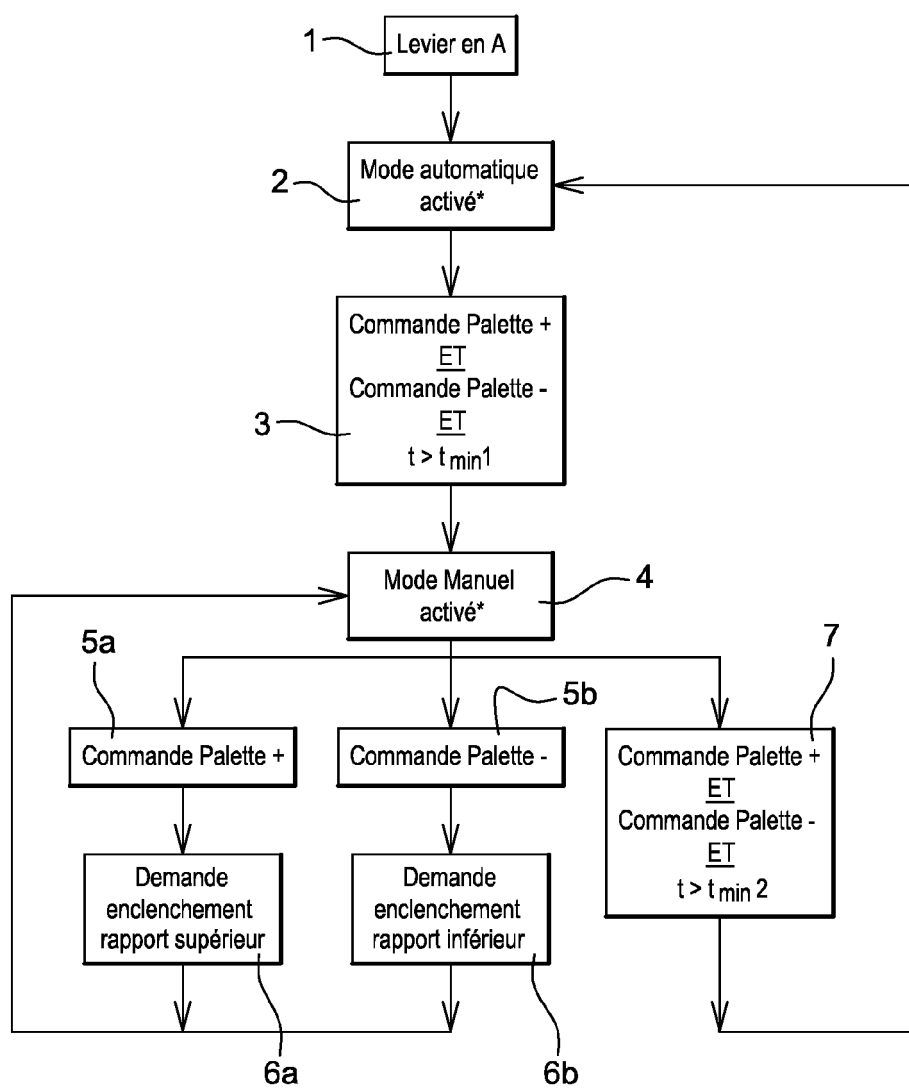 1
Levier en A
2
Mode automatique
activé*
3
Commande Palette +
ET
Commande Palette -
ET
t > tmin1
4
Mode Manuel
activé*
5a
Commande Palette +
5b
Commande Palette -
7
Commande Palette +
ET
Commande Palette -
ET
t > tmin 2
Demande
enclenchement
rapport supérieur
6a
Demande
enclenchement
rapport inférieur
6b